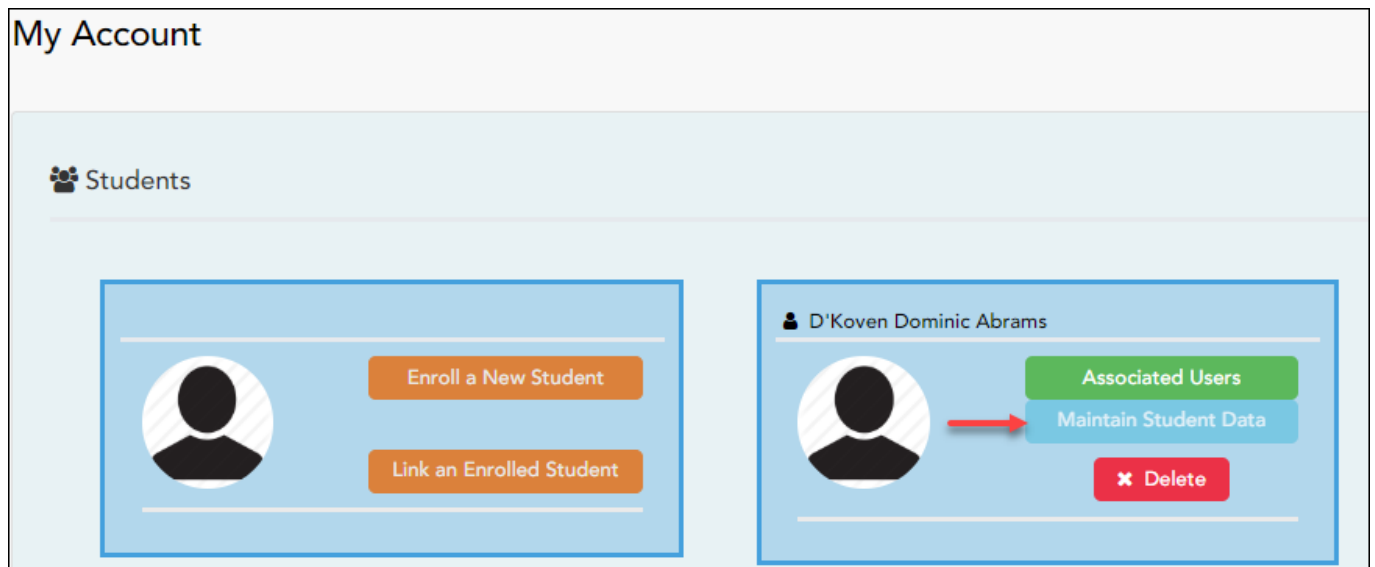 My Account
Students
Enroll a New Student
Link an Enrolled Student
D'Koven Dominic Abrams
Associated Users
Maintain Student Data
Delete